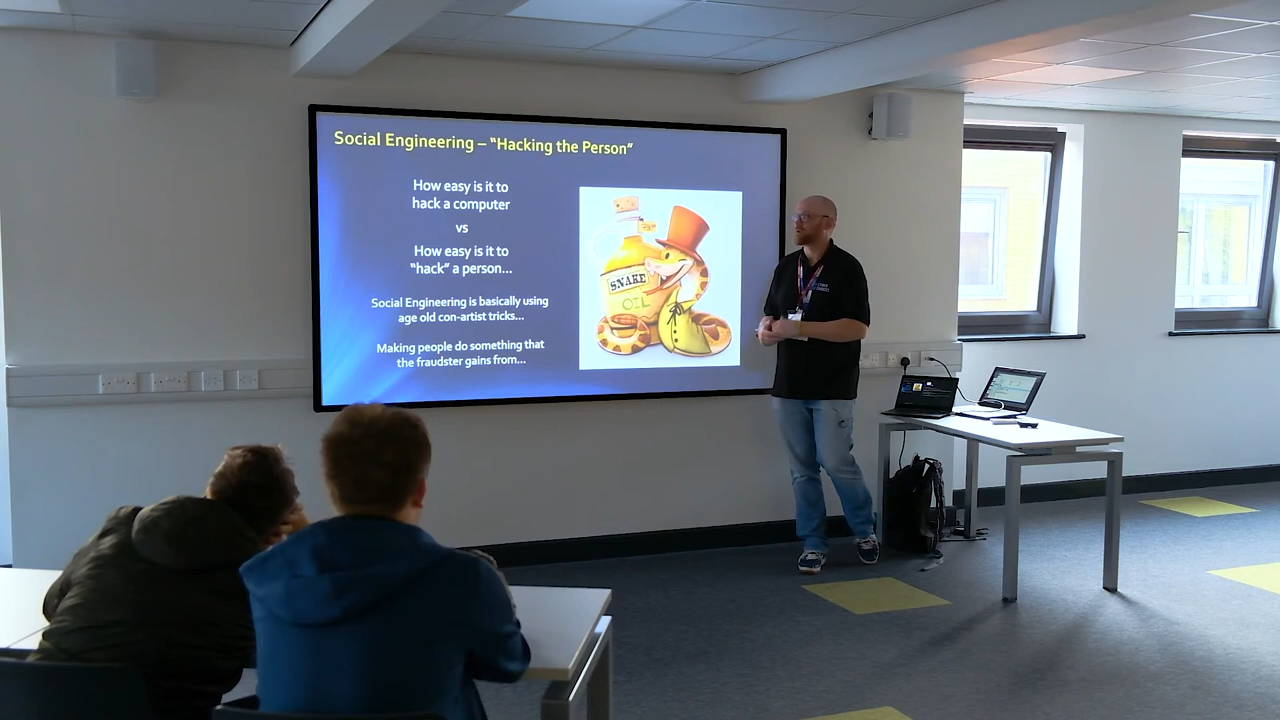 Social Engineering – "Hacking the Person"
How easy is it to
hack a computer
vs
How easy is it to
"hack" a person...
Social Engineering is basically using
age old con-artist tricks...
Making people do something that
the fraudster gains from...
SNAKE
OIL